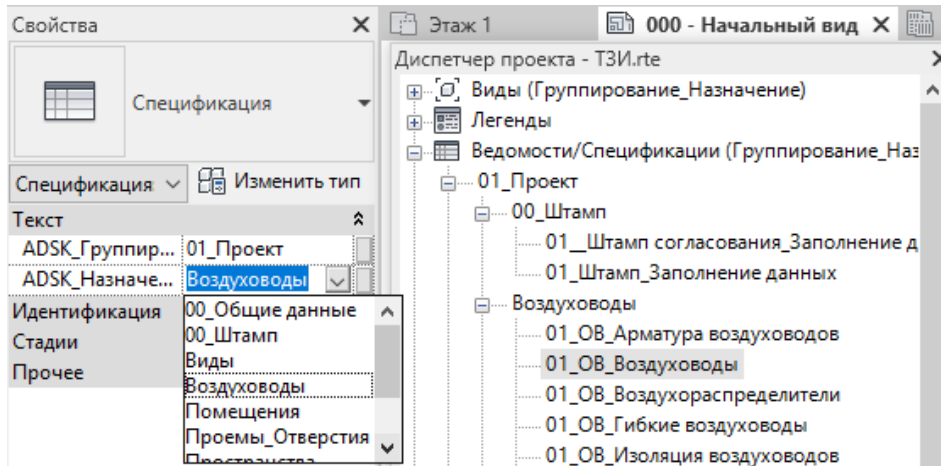 Свойства
Спецификация
Спецификация
Изменить тип
Текст
ADSK_Группир... 01_Проект
ADSK_Назначе... Воздуховоды
Идентификация
Стадии
Прочее
00_Общие данные
00_Штамп
Виды
Воздуховоды
Помещения
Проемы_Отверстия
Пространства
Этаж 1
000 - Начальный вид
Диспетчер проекта - ТЗИ.rte
Виды (Группирование_Назначение)
Легенды
Ведомости/Спецификации (Группирование_Наз
01_Проект
00_Штамп
01__Штамп согласования_Заполнение д
01_Штамп_Заполнение данных
Воздуховоды
01_ОВ_Арматура воздуховодов
01_ОВ_Воздуховоды
01_ОВ_Воздухораспределители
01_ОВ_Гибкие воздуховоды
01_ОВ_Изоляция воздуховодов